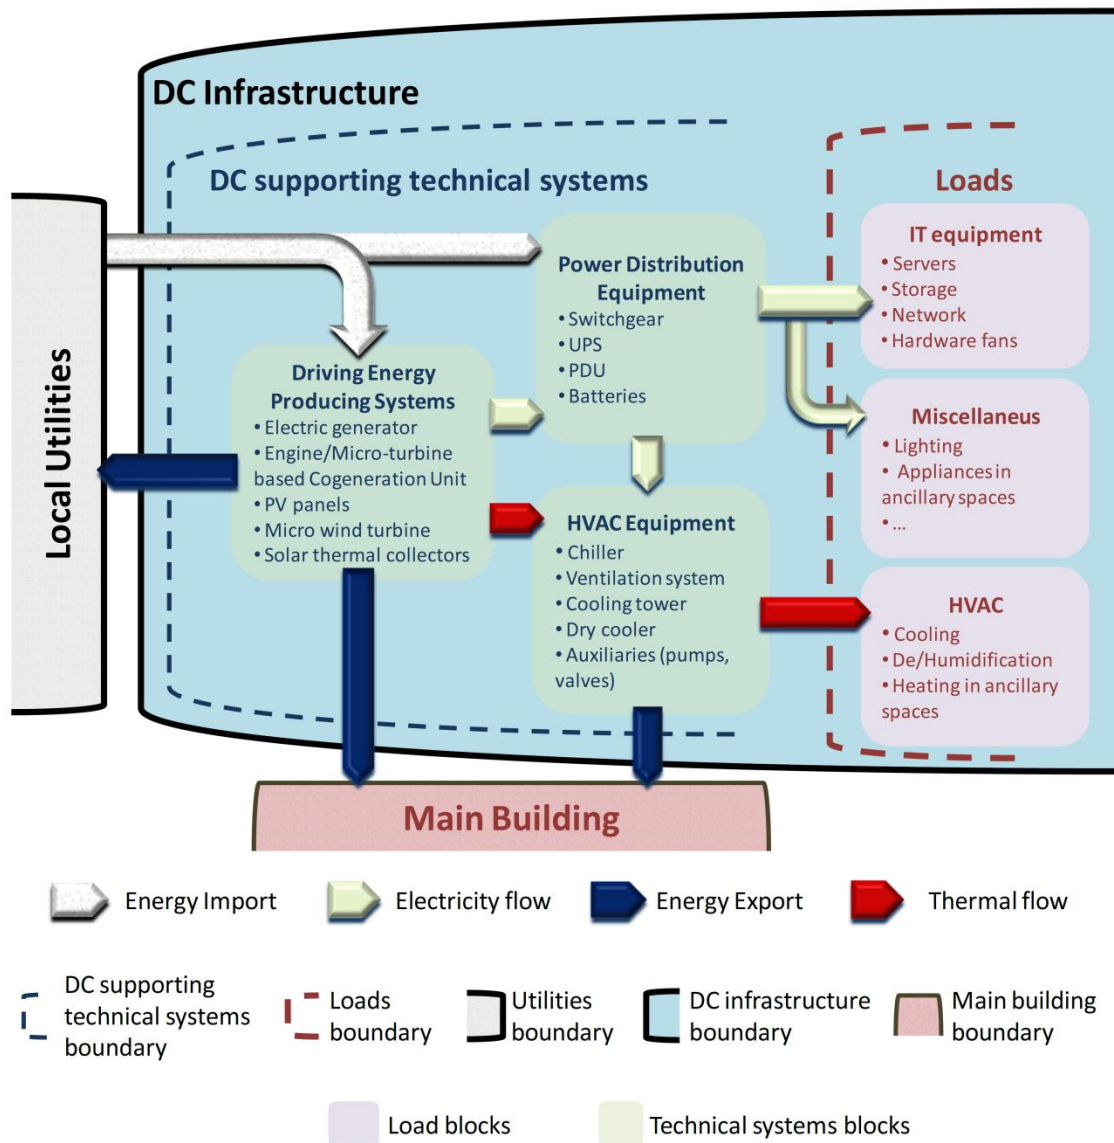 DC Infrastructure
DC supporting technical systems
Loads
Local Utilities
Driving Energy
Producing Systems
• Electric generator
• Engine/Micro-turbine
based Cogeneration Unit
• PV panels
• Micro wind turbine
• Solar thermal collectors
Power Distribution
Equipment
• Switchgear
• UPS
• PDU
• Batteries
HVAC Equipment
• Chiller
• Ventilation system
• Cooling tower
• Dry cooler
• Auxiliaries (pumps,
valves)
IT equipment
• Servers
• Storage
• Network
• Hardware fans
Miscellaneus
• Lighting
• Appliances in
ancillary spaces
• ...
HVAC
• Cooling
• De/Humidification
• Heating in ancillary
spaces
Main Building
Energy Import
Electricity flow
Energy Export
Thermal flow
DC supporting
technical systems
boundary
Loads
boundary
Utilities
boundary
DC infrastructure
boundary
Main building
boundary
Load blocks
Technical systems blocks